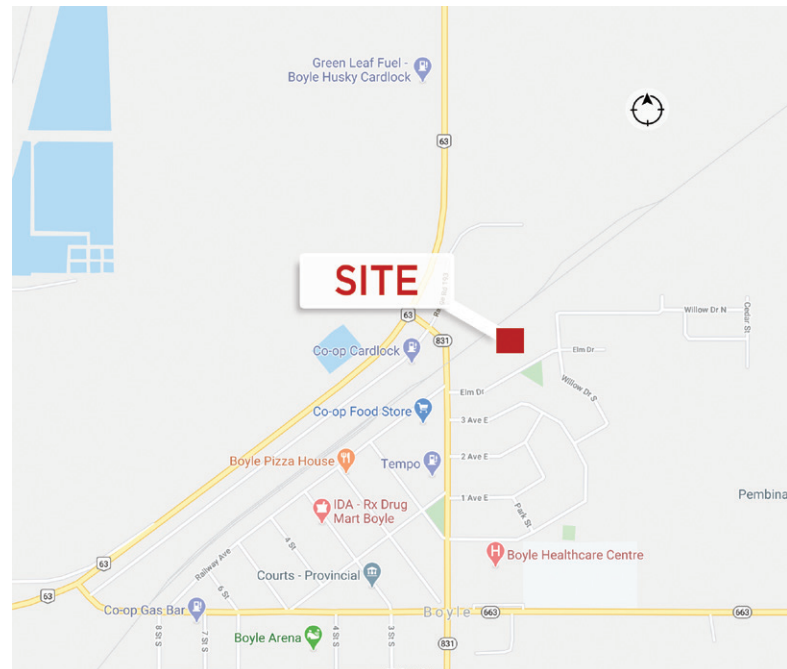 Green Leaf Fuel -
Boyle Husky Cardlock
63
SITE
63
831
Co-op Cardlock
Willow Dr N
Cedar St
Elm Dr
Elm Dr
Willow Dr S
Co-op Food Store
3 Ave E
Boyle Pizza House
Tempo
2 Ave E
1 Ave E
Pembina
IDA - Rx Drug
Mart Boyle
Park St
4 St
H
Boyle Healthcare Centre
63
Railway Ave
Courts - Provincial
6 St
63
Co-op Gas Bar
Boyle
663
663
8 St S
7 St S
Boyle Arena
4 St S
3 St S
831